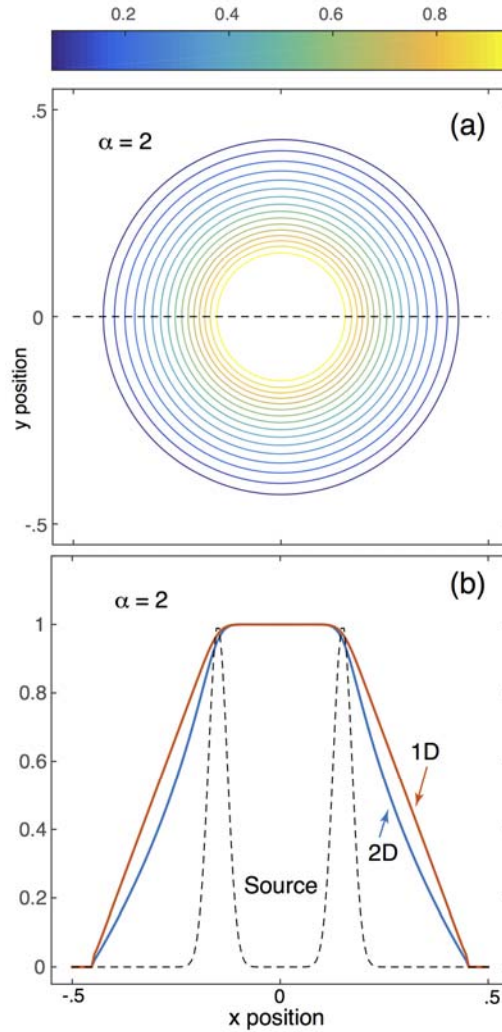 0.2 0.4 0.6 0.8
(a)
α = 2
.5
0
-.5
y position
(b)
α = 2
1
0.8
0.6
0.4
0.2
0
1D
2D
Source
-.5 0 .5
x position